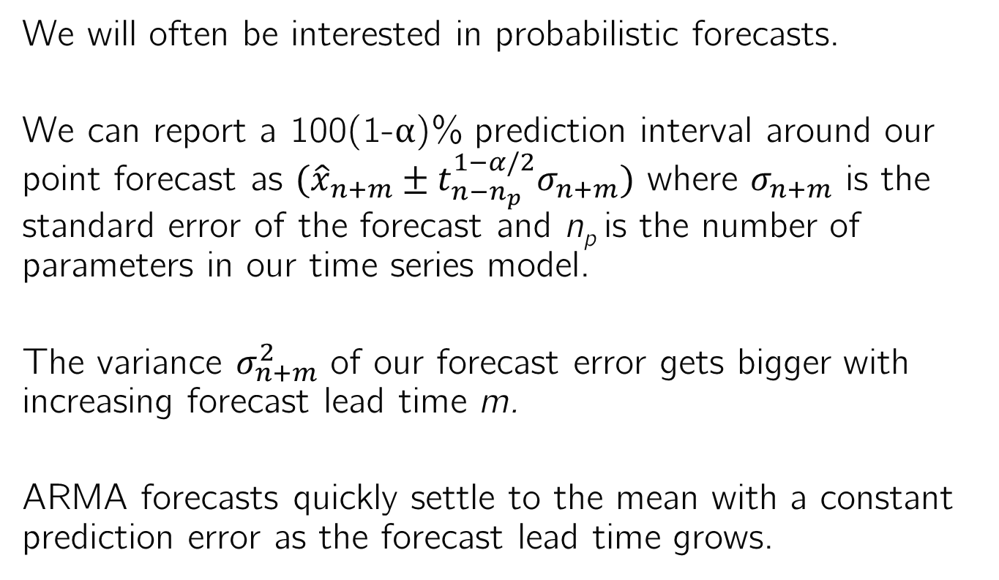 We will often be interested in probabilistic forecasts.
We can report a 100(1-α)% prediction interval around our
point forecast as $(\hat{x}_{n+m} \pm t_{n-n_p}^{1-\alpha/2} \sigma_{n+m})$ where $\sigma_{n+m}$ is the
standard error of the forecast and $n_p$ is the number of
parameters in our time series model.
The variance $\sigma_{n+m}^2$ of our forecast error gets bigger with
increasing forecast lead time m.
ARMA forecasts quickly settle to the mean with a constant
prediction error as the forecast lead time grows.